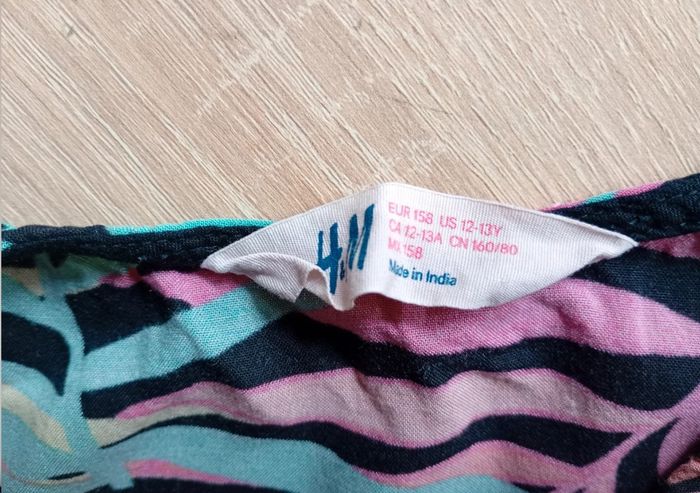 H&M
EUR 158 US 12-13Y
CA 12-13A CN 160/80
MX 158
Made in India